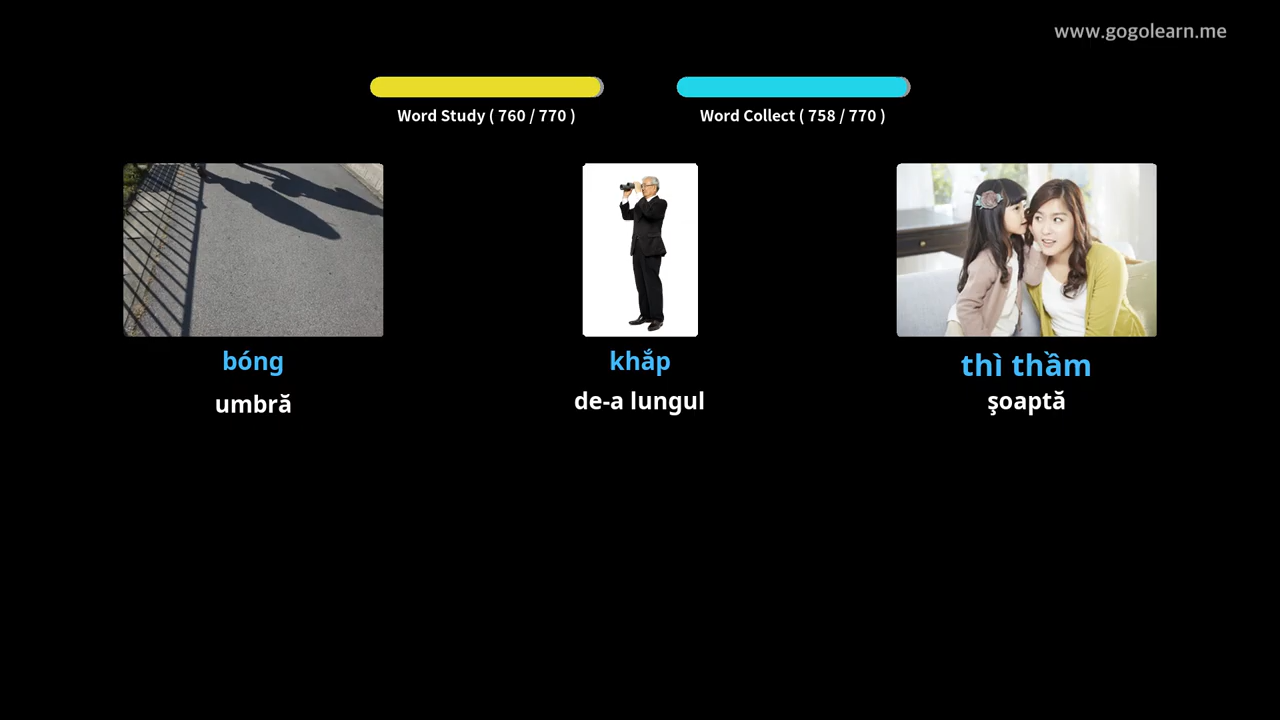 www.gogolearn.me
Word Study ( 760 / 770 )
Word Collect ( 758 / 770 )
bóng
khắp
thì thầm
umbră
de-a lungul
şoaptă